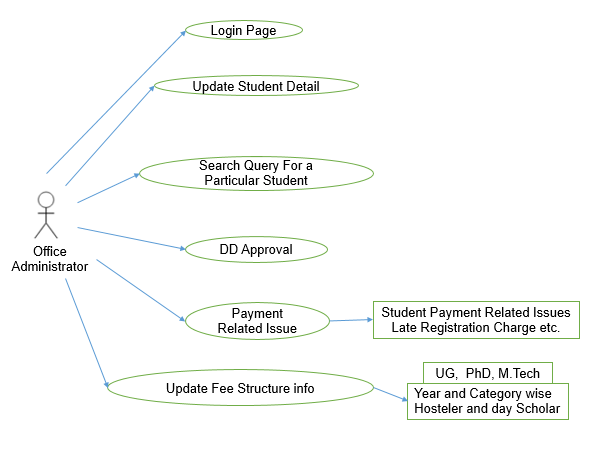 Login Page
Update Student Detail
Search Query For a
Particular Student
Office
Administrator
DD Approval
Payment
Related Issue
Student Payment Related Issues
Late Registration Charge etc.
Update Fee Structure info
UG,  PhD, M.Tech
Year and Category wise
Hosteler and day Scholar